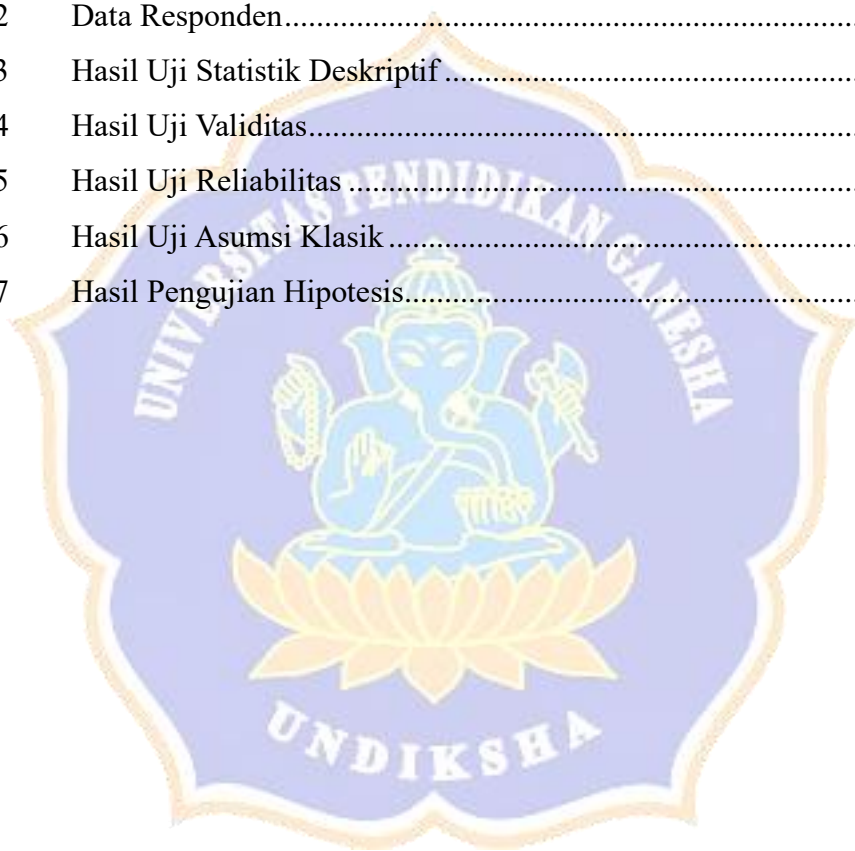 2 Data Responden................................................................
3 Hasil Uji Statistik Deskriptif................................................
4 Hasil Uji Validitas................................................................
5 Hasil Uji Reliabilitas............................................................
6 Hasil Uji Asumsi Klasik........................................................
7 Hasil Pengujian Hipotesis.....................................................
UNIVERSITAS PENDIDIKAN GANESHA
UNDIKSHA